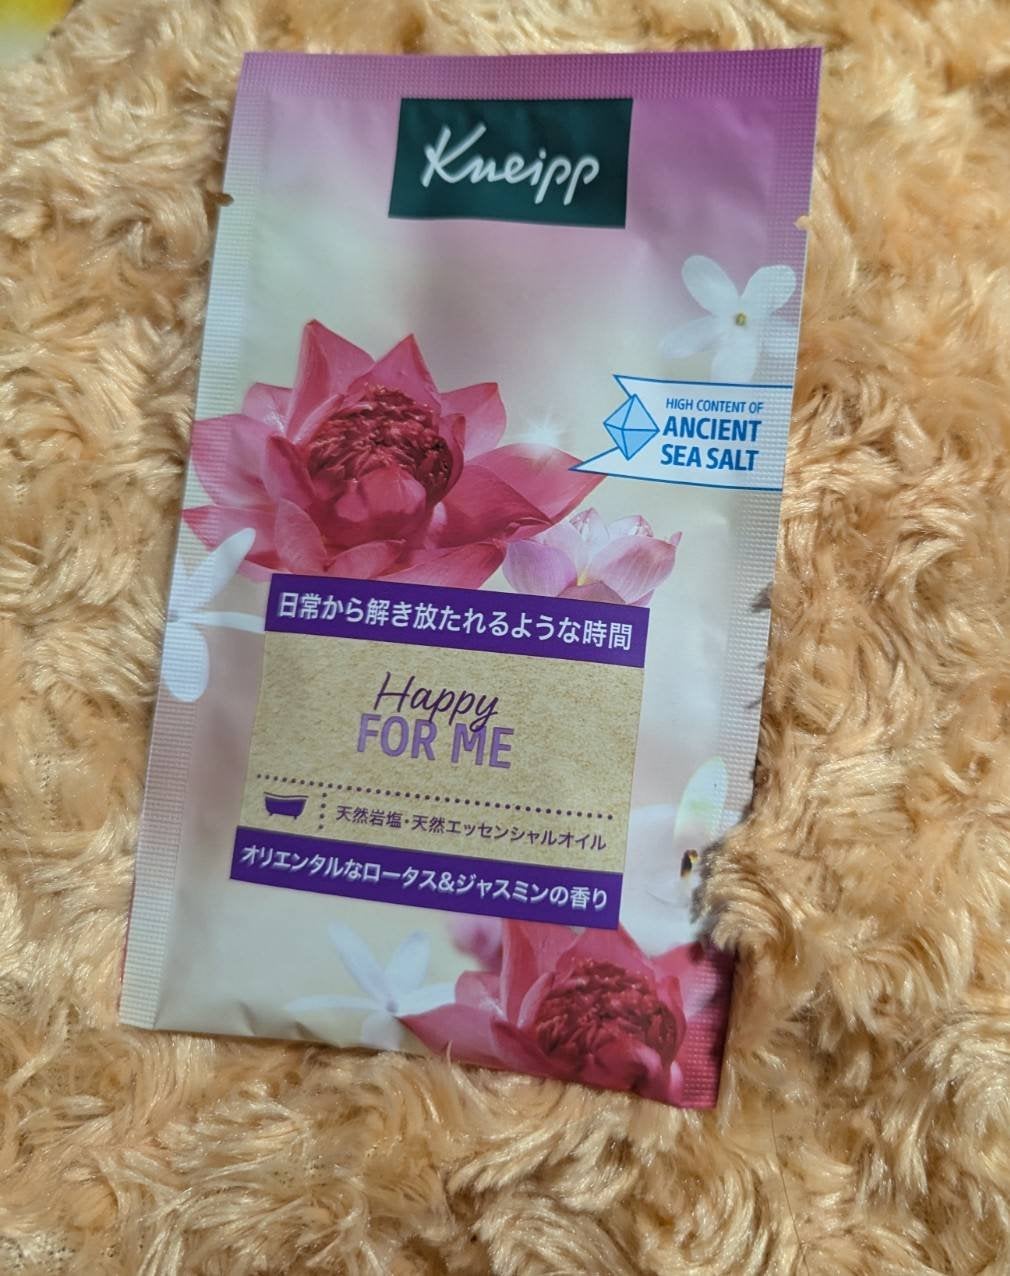 Kneipp
HIGH CONTENT OF
ANCIENT
SEA SALT
日常から解き放たれるような時間
Happy
FOR ME
天然岩塩・天然エッセンシャルオイル
オリエンタルなロータス&ジャスミンの香り